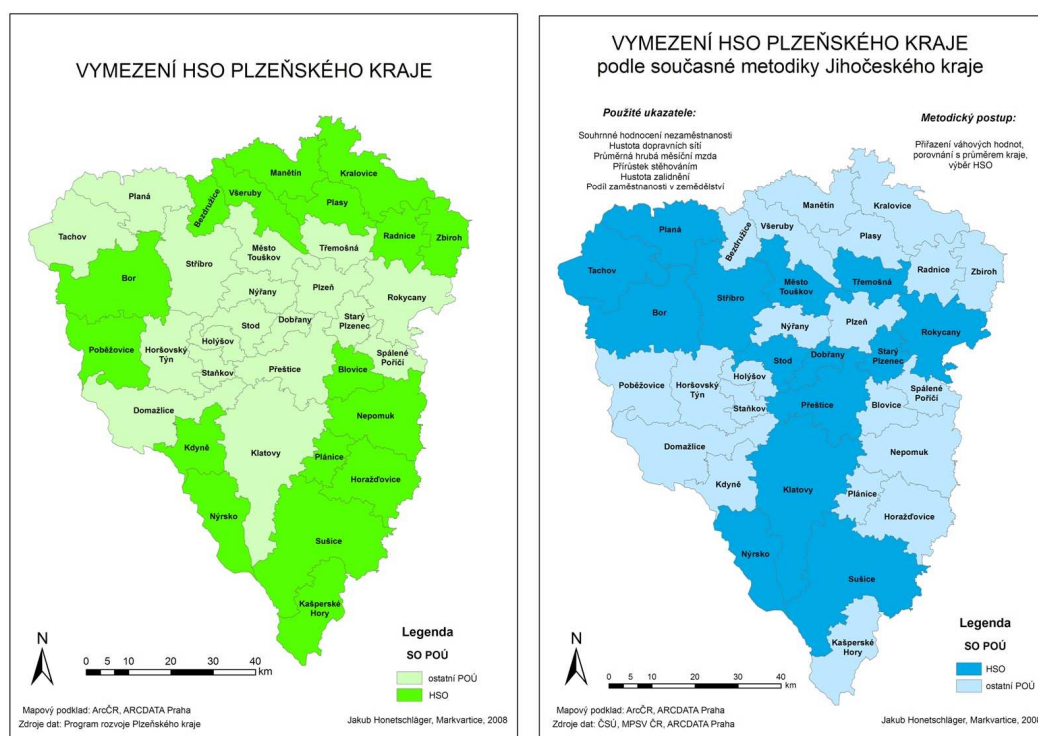 VYMEZENÍ HSO PLZEŇSKÉHO KRAJE
Manětín
Kralovice
Planá
Bezdružice
Všeruby
Plasy
Tachov
Radnice
Zbiroh
Město
Touškov
Třemošná
Stříbro
Bor
Nýřany
Plzeň
Rokycany
Stod
Dobřany
Starý
Plzenec
Poběžovice
Horšovský
Týn
Holýšov
Spálené
Poříčí
Staňkov
Přeštice
Blovice
Domažlice
Nepomuk
Kdyně
Klatovy
Plánice
Horažďovice
Nýrsko
Sušice
Kašperské
Hory
N
0 5 10 20 30 40
km
Legenda
SO POÚ
ostatní POÚ
HSO
Mapový podklad: ArcČR, ARCDATA Praha
Zdroje dat: Program rozvoje Plzeňského kraje
Jakub Honetschläger, Markvartice, 2008
VYMEZENÍ HSO PLZEŇSKÉHO KRAJE
podle současné metodiky Jihočeského kraje
Použité ukazatele:
Souhrnné hodnocení nezaměstnanosti
Hustota dopravních sítí
Průměrná hrubá měsíční mzda
Přírůstek stěhováním
Hustota zalidnění
Podíl zaměstnanosti v zemědělství
Metodický postup:
Přiřazení váhových hodnot,
porovnání s průměrem kraje,
výběr HSO
Manětín
Kralovice
Planá
Bezdružice
Všeruby
Plasy
Tachov
Radnice
Zbiroh
Město
Touškov
Třemošná
Stříbro
Bor
Nýřany
Plzeň
Rokycany
Stod
Dobřany
Starý
Plzenec
Poběžovice
Horšovský
Týn
Holýšov
Spálené
Poříčí
Staňkov
Přeštice
Blovice
Domažlice
Nepomuk
Kdyně
Klatovy
Plánice
Horažďovice
Nýrsko
Sušice
Kašperské
Hory
N
0 5 10 20 30 40
km
Legenda
SO POÚ
HSO
ostatní POÚ
Mapový podklad: ArcČR, ARCDATA Praha
Zdroje dat: ČSÚ, MPSV ČR, ARCDATA Praha
Jakub Honetschläger, Markvartice, 2008